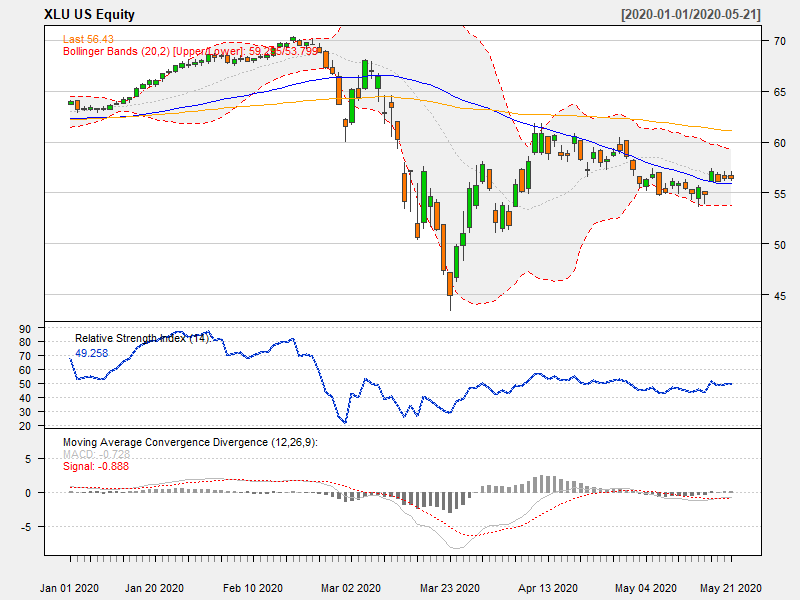 XLU US Equity [2020-01-01/2020-05-21]
Last 56.43
Bollinger Bands (20,2) [Upper/Lower]:
70
65
60
55
50
45
Relative Strength Index (14):
49.258
90
80
70
60
50
40
30
20
Moving Average Convergence Divergence (12,26,9):
MACD: -0.728
Signal: -0.888
5
0
-5
Jan 01 2020 Jan 20 2020 Feb 10 2020 Mar 02 2020 Mar 23 2020 Apr 13 2020 May 04 2020 May 21 2020